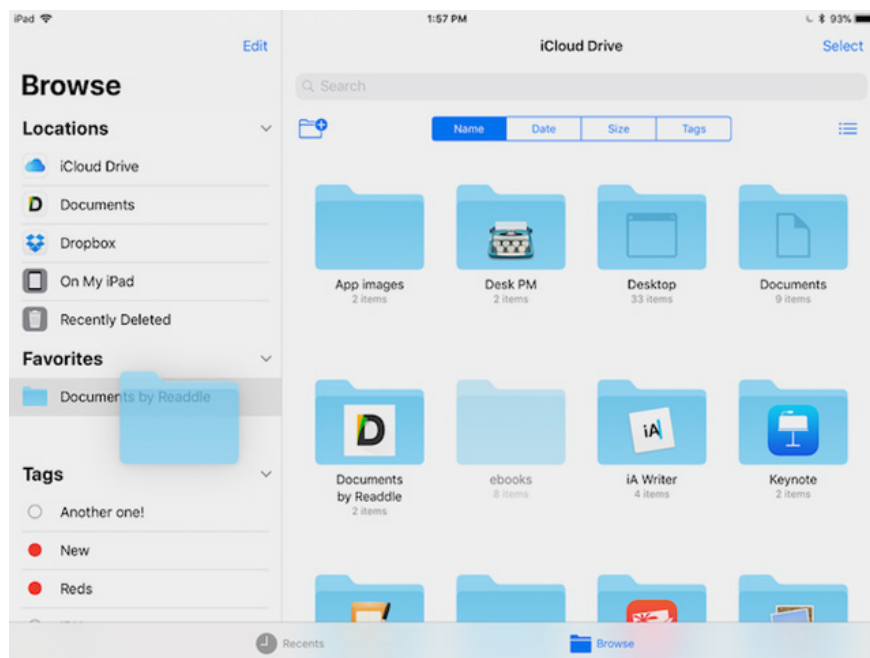 iPad 1:57 PM 93%
Edit
Browse
Locations
iCloud Drive
Documents
Dropbox
On My iPad
Recently Deleted
Favorites
Documents by Readdle
Tags
Another one!
New
Reds
iCloud Drive
Select
Search
Name Date Size Tags
App images
2 items
Desk PM
2 items
Desktop
33 items
Documents
9 items
D
Documents
by Readdle
2 items
ebooks
8 items
iA
iA Writer
4 items
Keynote
2 items
Recents
Browse